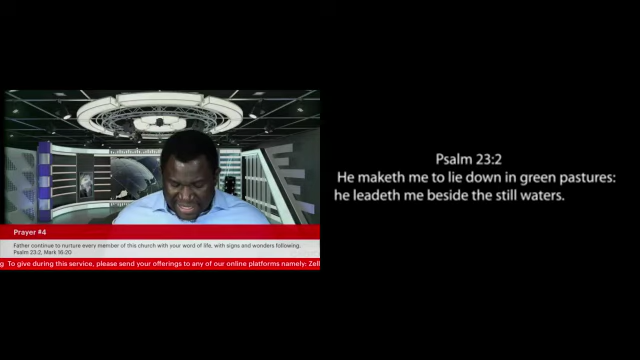 Prayer #4
Father continue to nurture every member of this church with your word of life, with signs and wonders following.
Psalm 23:2, Mark 16:20
g To give during this service, please send your offerings to any of our online platforms namely: Zell
Psalm 23:2
He maketh me to lie down in green pastures:
he leadeth me beside the still waters.